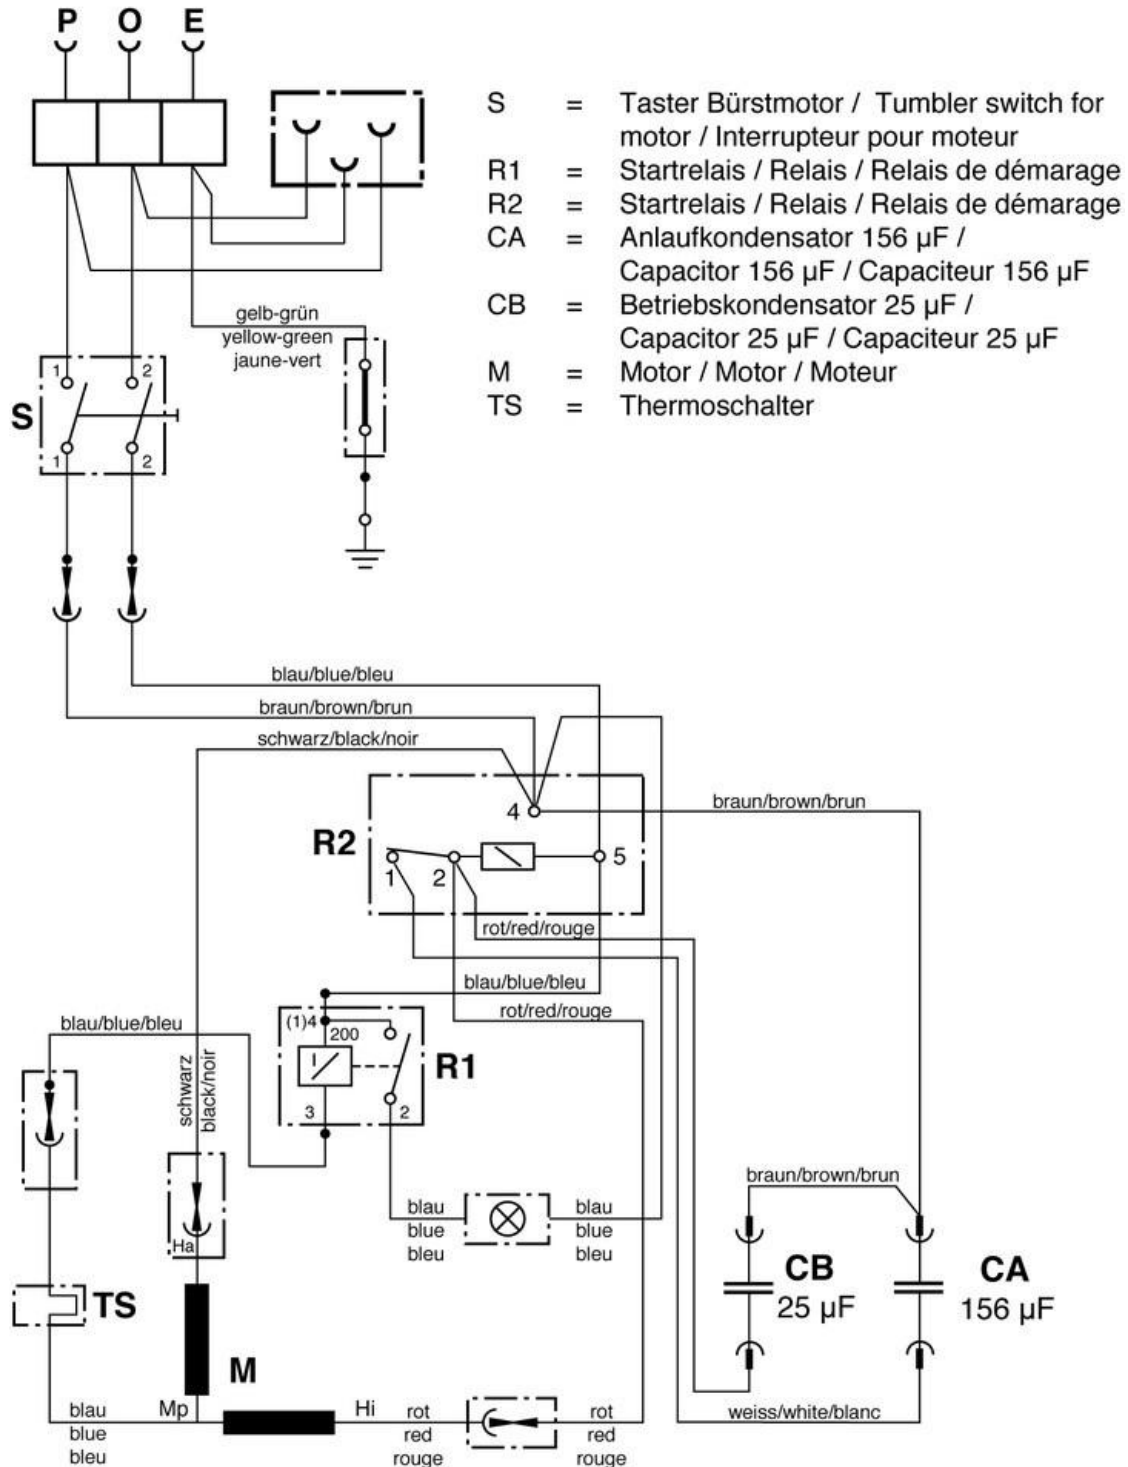 P O E
S = Taster Bürstmotor / Tumbler switch for
motor / Interrupteur pour moteur
R1 = Startrelais / Relais / Relais de démarage
R2 = Startrelais / Relais / Relais de démarage
CA = Anlaufkondensator 156 µF /
Capacitor 156 µF / Capaciteur 156 µF
CB = Betriebskondensator 25 µF /
Capacitor 25 µF / Capaciteur 25 µF
M = Motor / Motor / Moteur
TS = Thermoschalter
gelb-grün
yellow-green
jaune-vert
1 2
S
1 2
blau/blue/bleu
braun/brown/brun
schwarz/black/noir
braun/brown/brun
4
R2
1 2 5
rot/red/rouge
blau/blue/bleu
rot/red/rouge
blau/blue/bleu
(1)4 200
R1
3 2
schwarz
black/noir
braun/brown/brun
blau
blue
bleu
blau
blue
bleu
Ha
CB
25 µF
CA
156 µF
TS
M
Mp Hi
blau
blue
bleu
rot
red
rouge
rot
red
rouge
weiss/white/blanc